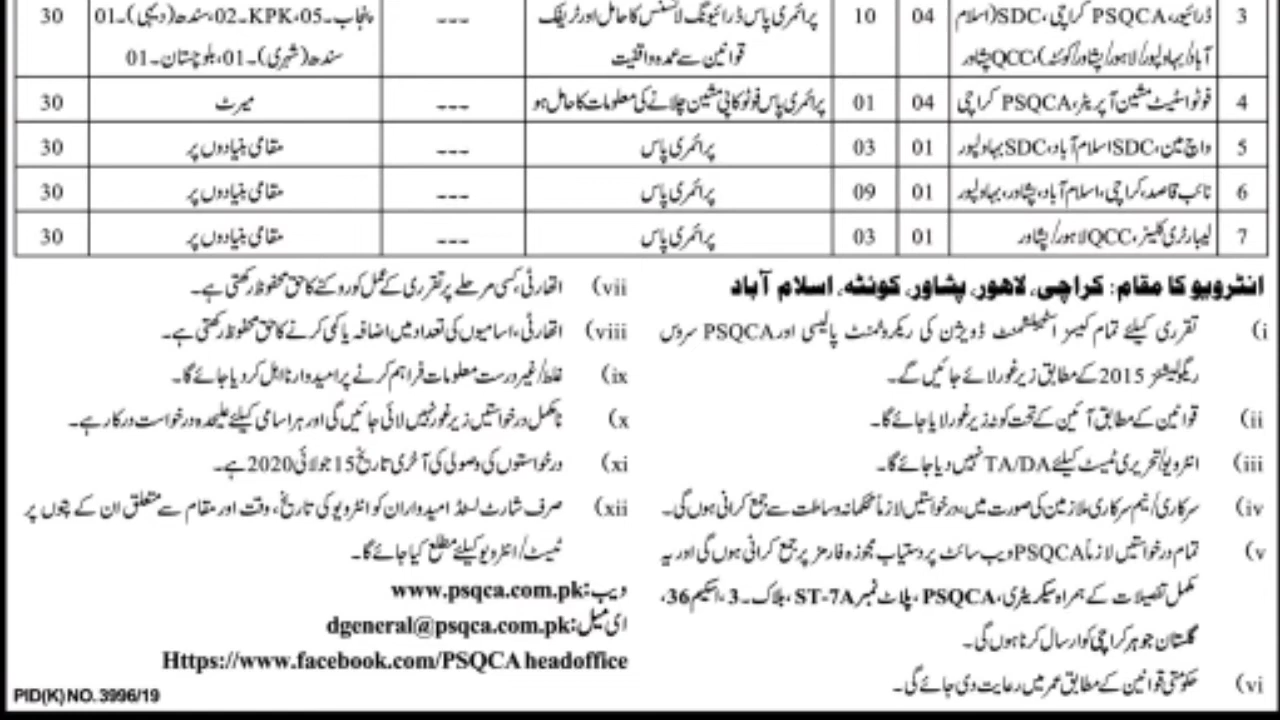 3 ڈرائیور، PSQCA کراچی، SDC(اسلام 04 10 پرائمری پاس ڈرائیونگ لائسنس کا حامل اور ٹریفک --- پنجاب۔05، KPK۔02، سندھ (دیہی)۔01 30
آباد/بہاولپور/لاہور/پشاور/کوئٹہ)، QCC پشاور قوانین سے عمدہ واقفیت سندھ (شہری)۔01، بلوچستان۔01
4 فوٹو اسٹیٹ مشین آپریٹر، PSQCA کراچی 04 01 پرائمری پاس فوٹو کاپی مشین چلانے کی معلومات کا حامل ہو --- میرٹ 30
5 واچ مین، SDC اسلام آباد، SDC بہاولپور 01 03 پرائمری پاس --- مقامی بنیادوں پر 30
6 نائب قاصد، کراچی، اسلام آباد، پشاور، بہاولپور 01 09 پرائمری پاس --- مقامی بنیادوں پر 30
7 لیبارٹری کلینر، QCC لاہور/پشاور 01 03 پرائمری پاس --- مقامی بنیادوں پر 30
انٹرویو کا مقام: کراچی، لاہور، پشاور، کوئٹہ، اسلام آباد
i) تقرری کیلئے تمام کیسز اسٹیبلشمنٹ ڈویژن کی ریکروٹمنٹ پالیسی اور PSQCA سروس
ریگولیشنز 2015 کے مطابق زیر غور لائے جائیں گے۔
ii) قوانین کے مطابق آئین کے تحت کوٹہ زیر غور لایا جائے گا۔
iii) انٹرویو/تحریری ٹیسٹ کیلئے TA/DA نہیں دیا جائے گا۔
iv) سرکاری/نیم سرکاری ملازمین کی صورت میں، درخواستیں لازماً محکمانہ وساطت سے جمع کرانی ہوں گی۔
v) تمام درخواستیں لازماً PSQCA ویب سائٹ پر دستیاب مجوزہ فارمز پر جمع کرانی ہوں گی اور یہ
مکمل تفصیلات کے ہمراہ سیکریٹری، PSQCA، پلاٹ نمبر ST-7A، بلاک۔3، اسکیم 36،
گلستان جوہر کراچی کو ارسال کرنا ہوں گی۔
vi) حکومتی قوانین کے مطابق عمر میں رعایت دی جائے گی۔
vii) اتھارٹی، کسی مرحلے پر تقرری کے عمل کو روکنے کا حق محفوظ رکھتی ہے۔
viii) اتھارٹی، اسامیوں کی تعداد میں اضافہ یا کمی کرنے کا حق محفوظ رکھتی ہے۔
ix) غلط/غیر درست معلومات فراہم کرنے پر امیدوار نااہل کر دیا جائے گا۔
x) نامکمل درخواستیں زیر غور نہیں لائی جائیں گی اور ہر اسامی کیلئے علیحدہ درخواست درکار ہے۔
xi) درخواستوں کی وصولی کی آخری تاریخ 15 جولائی 2020 ہے۔
xii) صرف شارٹ لسٹڈ امیدواران کو انٹرویو کی تاریخ، وقت اور مقام سے متعلق ان کے پتوں پر
ٹیسٹ/انٹرویو کیلئے مطلع کیا جائے گا۔
ویب: www.psqca.com.pk
ای میل: dgeneral@psqca.com.pk
Https://www.facebook.com/PSQCAheadoffice
PID(K) NO. 3996/19